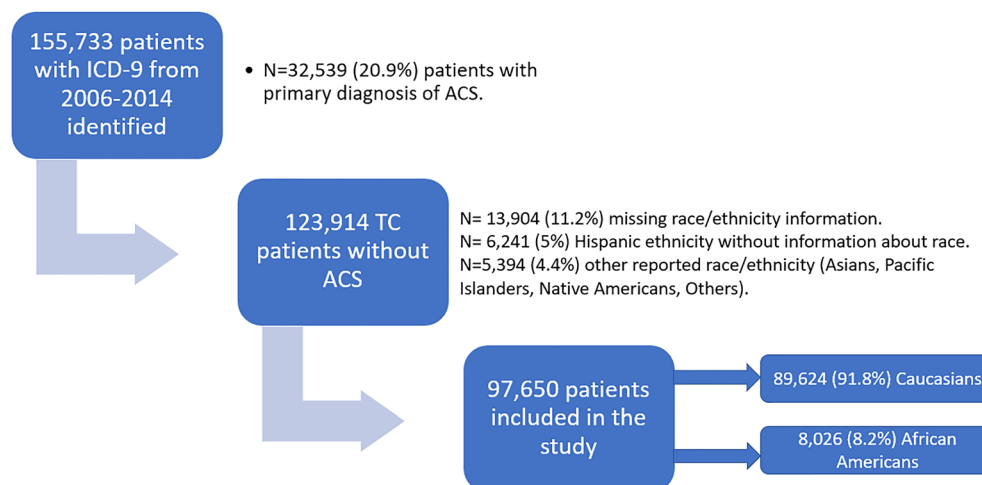 155,733 patients
with ICD-9 from
2006-2014
identified
• N=32,539 (20.9%) patients with
primary diagnosis of ACS.
123,914 TC
patients without
ACS
N= 13,904 (11.2%) missing race/ethnicity information.
N= 6,241 (5%) Hispanic ethnicity without information about race.
N=5,394 (4.4%) other reported race/ethnicity (Asians, Pacific
Islanders, Native Americans, Others).
97,650 patients
included in the
study
89,624 (91.8%) Caucasians
8,026 (8.2%) African
Americans